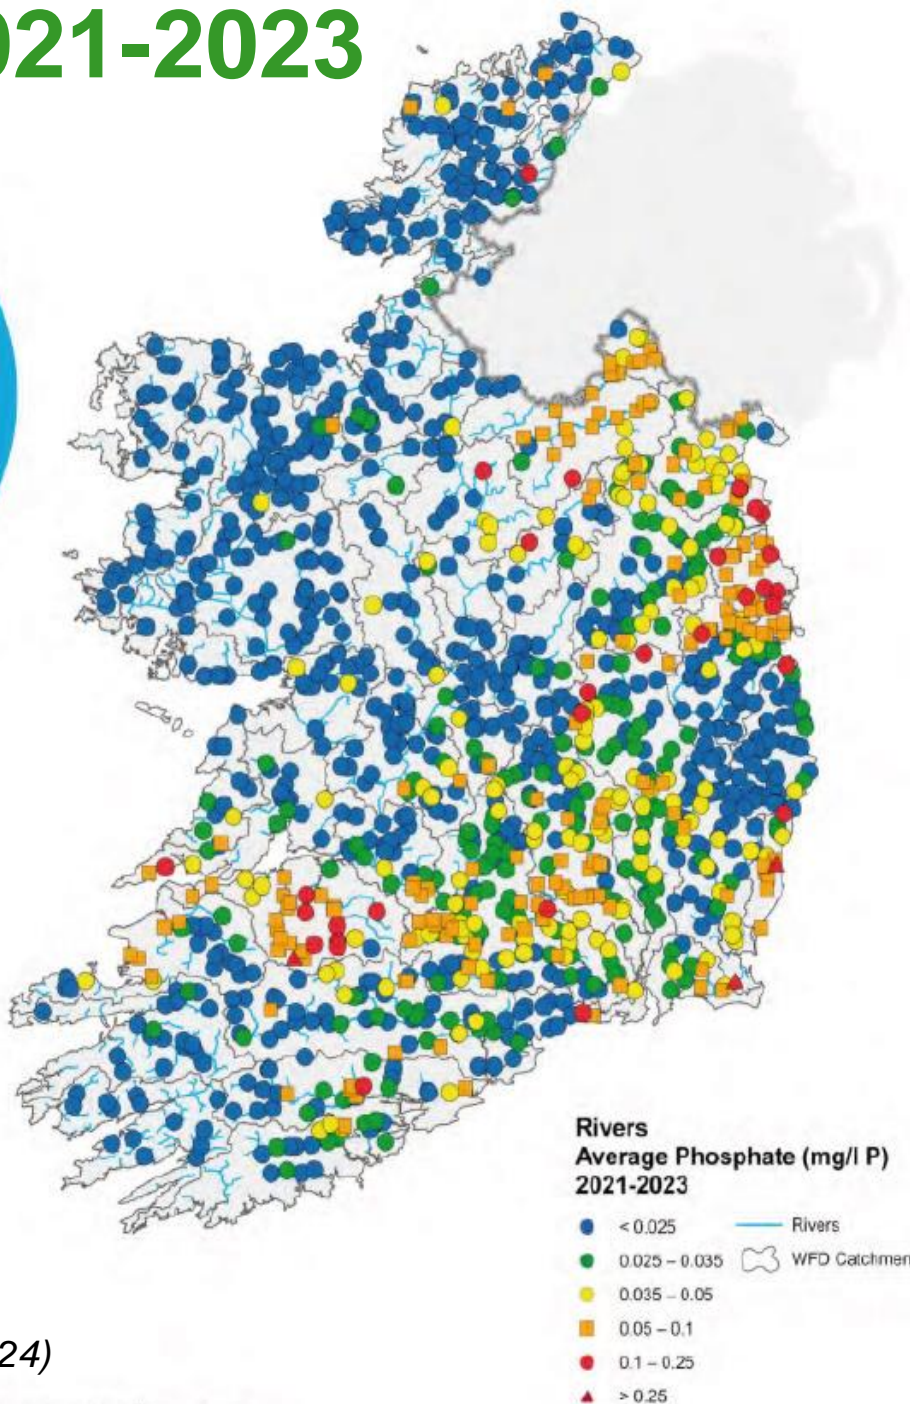 021-2023
Rivers
Average Phosphate (mg/l P)
2021-2023
< 0.025
Rivers
0.025 – 0.035
WFD Catchmen
0.035 – 0.05
0.05 – 0.1
0.1 – 0.25
> 0.25
24)